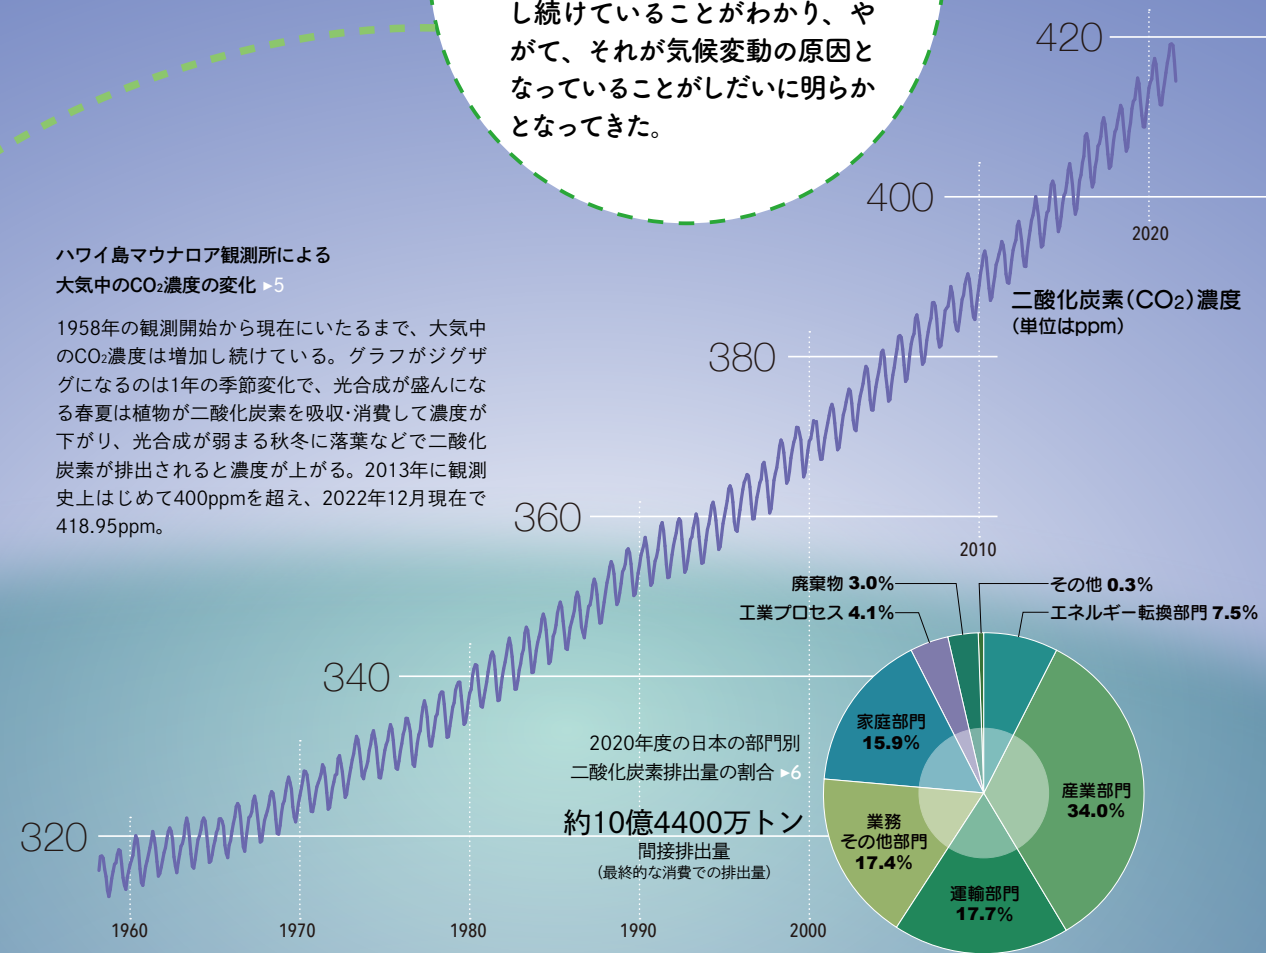 し続けていることがわかり、や
がて、それが気候変動の原因と
なっていることがしだいに明らか
となってきた。
ハワイ島マウナロア観測所による
大気中のCO₂濃度の変化 ▸5
1958年の観測開始から現在にいたるまで、大気中
のCO₂濃度は増加し続けている。グラフがジグザ
グになるのは1年の季節変化で、光合成が盛んにな
る春夏は植物が二酸化炭素を吸収・消費して濃度が
下がり、光合成が弱まる秋冬に落葉などで二酸化
炭素が排出されると濃度が上がる。2013年に観測
史上はじめて400ppmを超え、2022年12月現在で
418.95ppm。
420
400
380
360
340
320
二酸化炭素（CO₂）濃度
（単位はppm）
1960
1970
1980
1990
2000
2010
2020
2020年度の日本の部門別
二酸化炭素排出量の割合 ▸6
約10億4400万トン
間接排出量
（最終的な消費での排出量）
廃棄物 3.0%
工業プロセス 4.1%
その他 0.3%
エネルギー転換部門 7.5%
家庭部門
15.9%
産業部門
34.0%
業務
その他部門
17.4%
運輸部門
17.7%